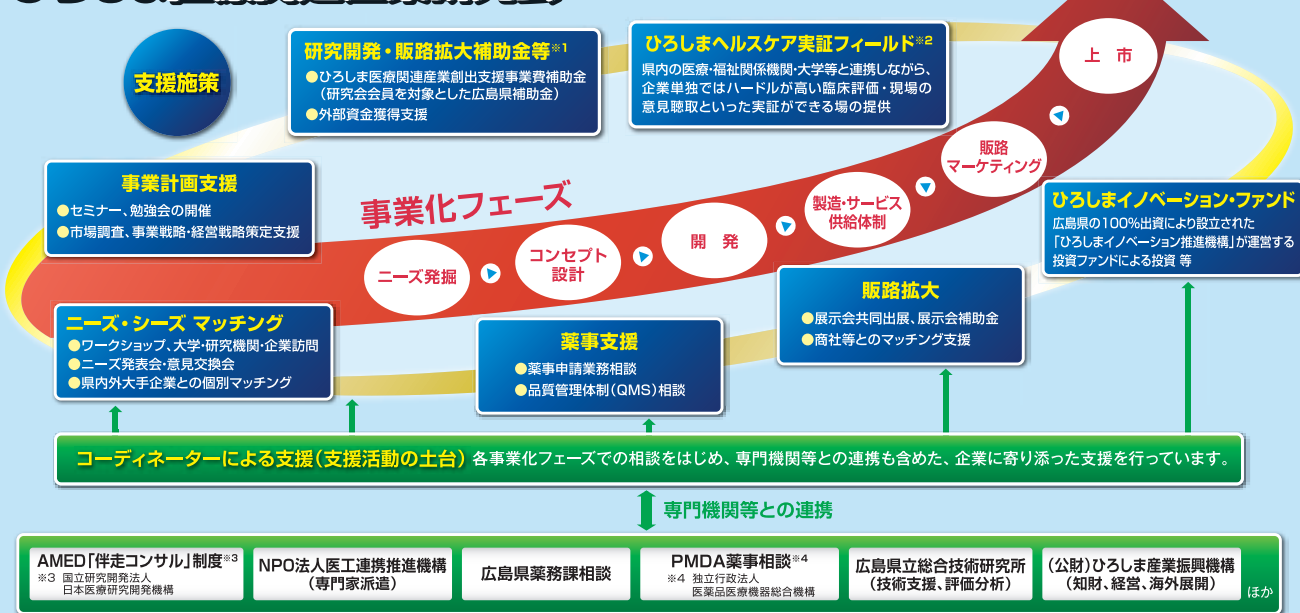 支援施策
研究開発・販路拡大補助金等※1
●ひろしま医療関連産業創出支援事業費補助金
（研究会会員を対象とした広島県補助金）
●外部資金獲得支援
ひろしまヘルスケア実証フィールド※2
県内の医療・福祉関係機関・大学等と連携しながら、
企業単独ではハードルが高い臨床評価・現場の
意見聴取といった実証ができる場の提供
上市
事業計画支援
●セミナー、勉強会の開催
●市場調査、事業戦略・経営戦略策定支援
事業化フェーズ
ニーズ発掘
コンセプト
設計
開発
製造・サービス
供給体制
販路
マーケティング
ひろしまイノベーション・ファンド
広島県の100%出資により設立された
「ひろしまイノベーション推進機構」が運営する
投資ファンドによる投資 等
ニーズ・シーズ マッチング
●ワークショップ、大学・研究機関・企業訪問
●ニーズ発表会・意見交換会
●県内外大手企業との個別マッチング
薬事支援
●薬事申請業務相談
●品質管理体制（QMS）相談
販路拡大
●展示会共同出展、展示会補助金
●商社等とのマッチング支援
コーディネーターによる支援（支援活動の土台） 各事業化フェーズでの相談をはじめ、専門機関等との連携も含めた、企業に寄り添った支援を行っています。
専門機関等との連携
AMED「伴走コンサル」制度※3
※3 国立研究開発法人
日本医療研究開発機構
NPO法人医工連携推進機構
（専門家派遣）
広島県薬務課相談
PMDA薬事相談※4
※4 独立行政法人
医薬品医療機器総合機構
広島県立総合技術研究所
（技術支援、評価分析）
（公財）ひろしま産業振興機構
（知財、経営、海外展開）
ほか